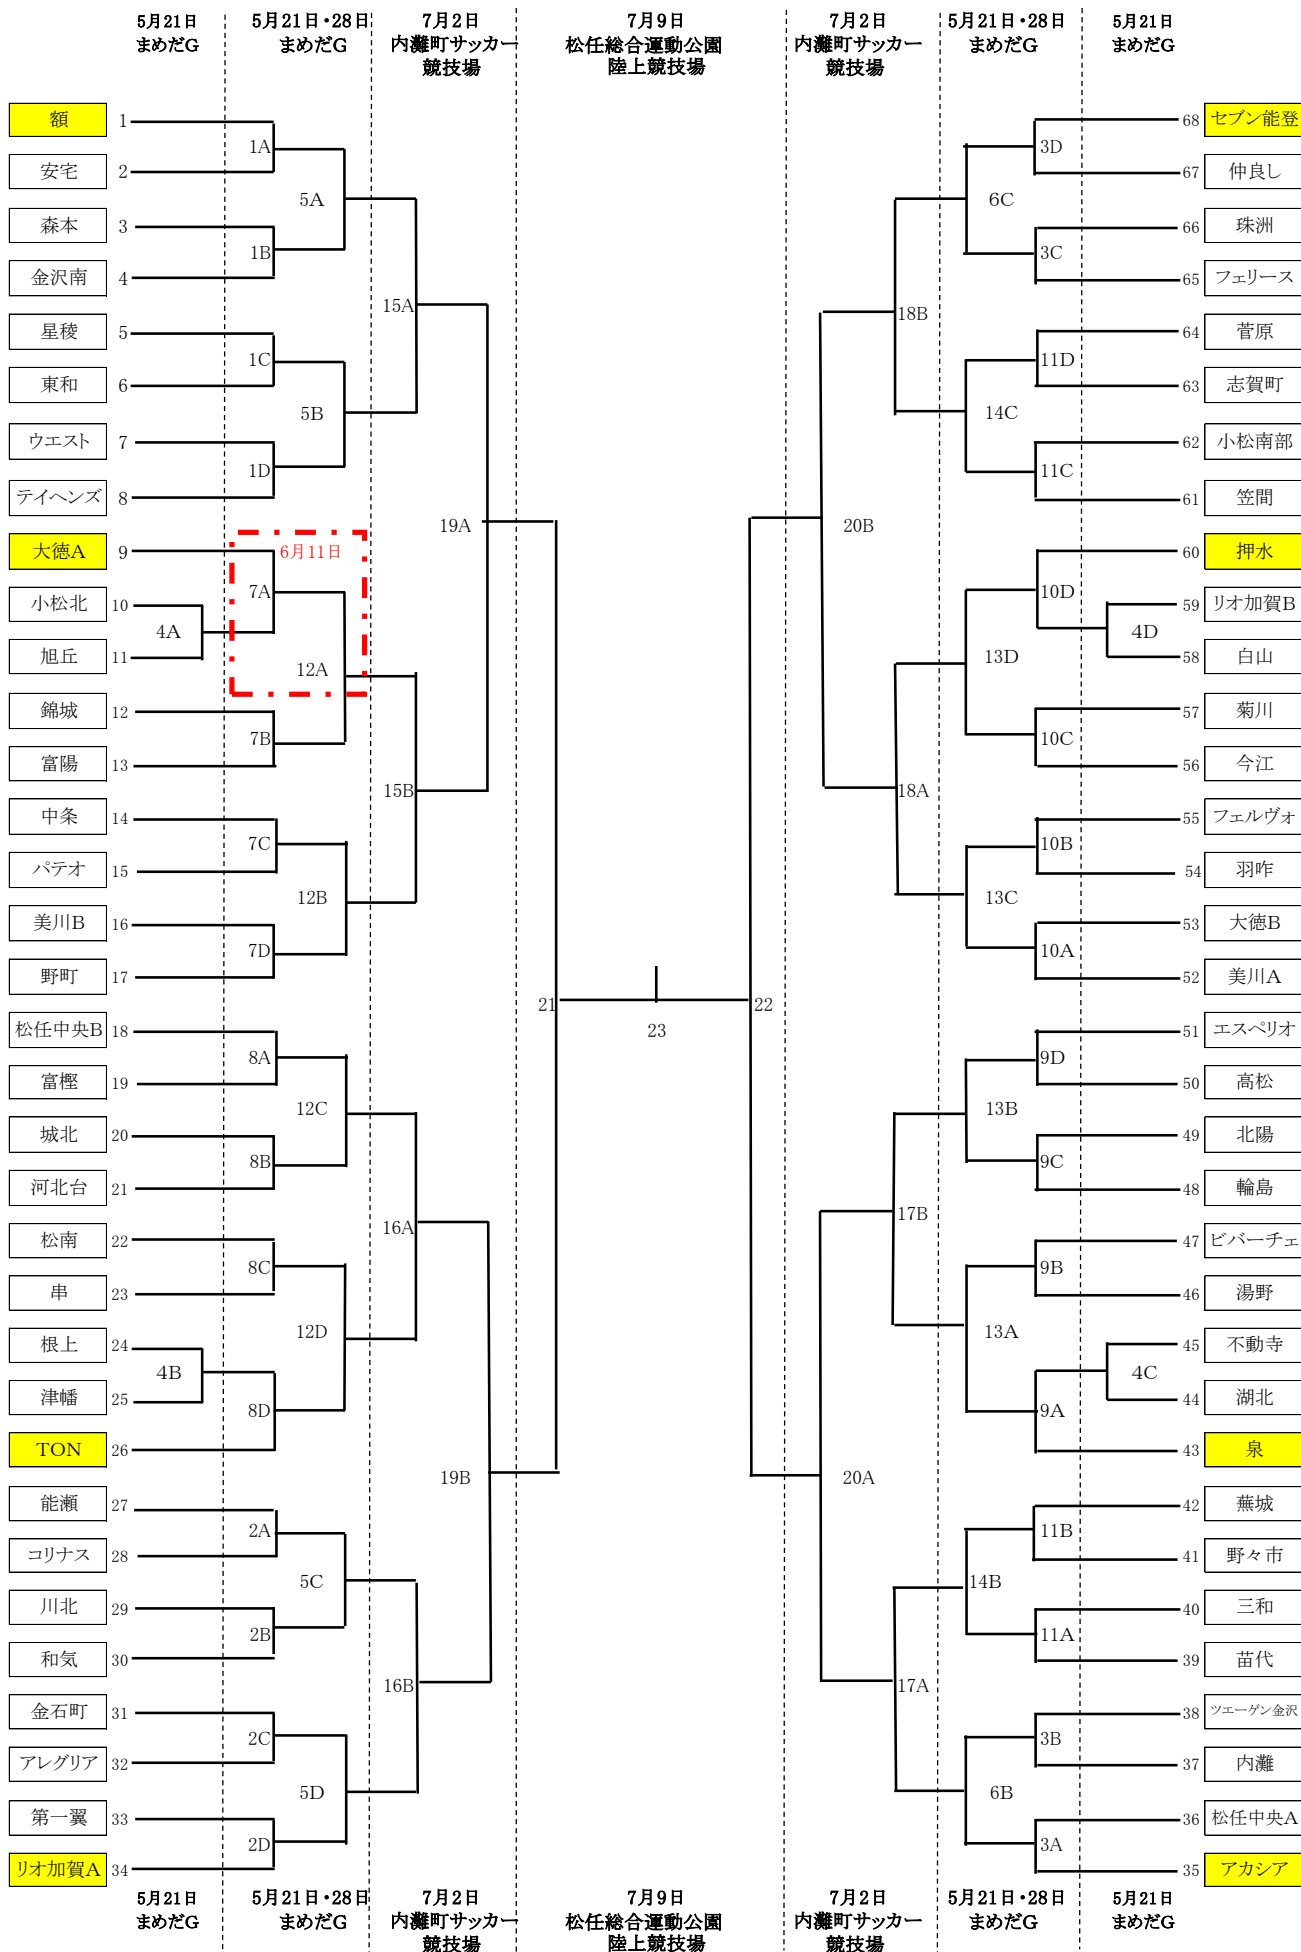 5月21日
まめだG
5月21日・28日
まめだG
7月2日
内灘町サッカー
競技場
7月9日
松任総合運動公園
陸上競技場
7月2日
内灘町サッカー
競技場
5月21日・28日
まめだG
5月21日
まめだG
額 1
安宅 2
森本 3
金沢南 4
星稜 5
東和 6
ウエスト 7
テイヘンズ 8
大徳A 9
小松北 10
旭丘 11
錦城 12
富陽 13
中条 14
パテオ 15
美川B 16
野町 17
松任中央B 18
富樫 19
城北 20
河北台 21
松南 22
串 23
根上 24
津幡 25
TON 26
能瀬 27
コリナス 28
川北 29
和気 30
金石町 31
アレグリア 32
第一翼 33
リオ加賀A 34
4A
4B
1A
1B
1C
1D
6月11日
7A
7B
7C
7D
8A
8B
8C
8D
2A
2B
2C
2D
5A
5B
12A
12B
12C
12D
5C
5D
15A
15B
16A
16B
19A
19B
21
23
22
20B
20A
18B
18A
17B
17A
6C
14C
13D
13C
13B
13A
14B
6B
3D
3C
11D
11C
10D
10C
10B
10A
9D
9C
9B
9A
11B
11A
3B
3A
4D
4C
68 セブン能登
67 仲良し
66 珠洲
65 フェリース
64 菅原
63 志賀町
62 小松南部
61 笠間
60 押水
59 リオ加賀B
58 白山
57 菊川
56 今江
55 フェルヴォ
54 羽咋
53 大徳B
52 美川A
51 エスペリオ
50 高松
49 北陽
48 輪島
47 ビバーチェ
46 湯野
45 不動寺
44 湖北
43 泉
42 蕪城
41 野々市
40 三和
39 苗代
38 ツエーゲン金沢
37 内灘
36 松任中央A
35 アカシア
5月21日
まめだG
5月21日・28日
まめだG
7月2日
内灘町サッカー
競技場
7月9日
松任総合運動公園
陸上競技場
7月2日
内灘町サッカー
競技場
5月21日・28日
まめだG
5月21日
まめだG